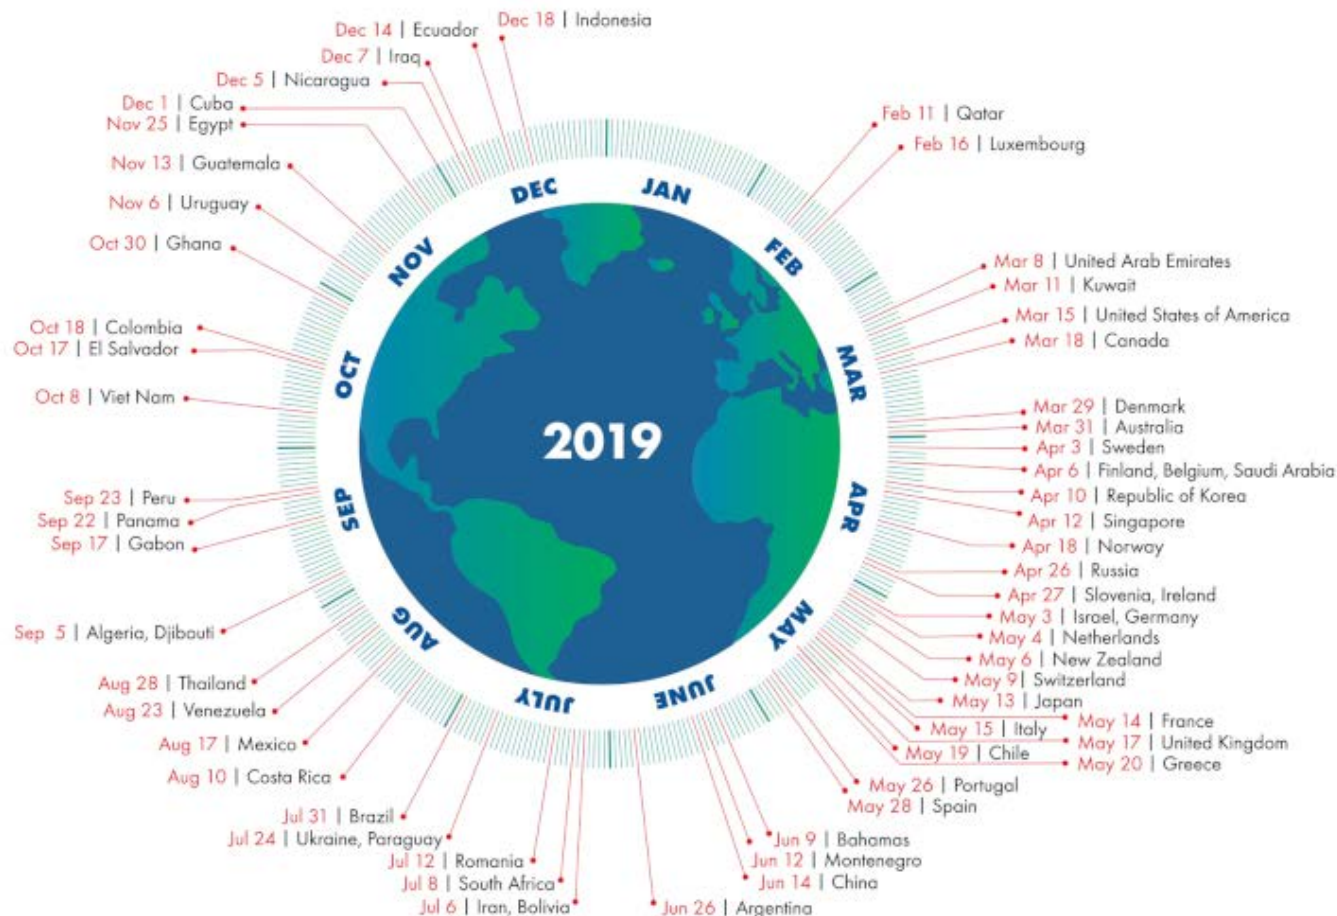 Dec 18 | Indonesia
Dec 14 | Ecuador
Dec 7 | Iraq
Dec 5 | Nicaragua
Dec 1 | Cuba
Nov 25 | Egypt
Nov 13 | Guatemala
Nov 6 | Uruguay
Oct 30 | Ghana
Oct 18 | Colombia
Oct 17 | El Salvador
Oct 8 | Viet Nam
Sep 23 | Peru
Sep 22 | Panama
Sep 17 | Gabon
Sep 5 | Algeria, Djibouti
Aug 28 | Thailand
Aug 23 | Venezuela
Aug 17 | Mexico
Aug 10 | Costa Rica
Jul 31 | Brazil
Jul 24 | Ukraine, Paraguay
Jul 12 | Romania
Jul 8 | South Africa
Jul 6 | Iran, Bolivia
JAN
FEB
MAR
APR
MAY
JUNE
JULY
AUG
SEP
OCT
NOV
DEC
2019
Feb 11 | Qatar
Feb 16 | Luxembourg
Mar 8 | United Arab Emirates
Mar 11 | Kuwait
Mar 15 | United States of America
Mar 18 | Canada
Mar 29 | Denmark
Mar 31 | Australia
Apr 3 | Sweden
Apr 6 | Finland, Belgium, Saudi Arabia
Apr 10 | Republic of Korea
Apr 12 | Singapore
Apr 18 | Norway
Apr 26 | Russia
Apr 27 | Slovenia, Ireland
May 3 | Israel, Germany
May 4 | Netherlands
May 6 | New Zealand
May 9 | Switzerland
May 13 | Japan
May 14 | France
May 15 | Italy
May 17 | United Kingdom
May 19 | Chile
May 20 | Greece
May 26 | Portugal
May 28 | Spain
Jun 9 | Bahamas
Jun 12 | Montenegro
Jun 14 | China
Jun 26 | Argentina